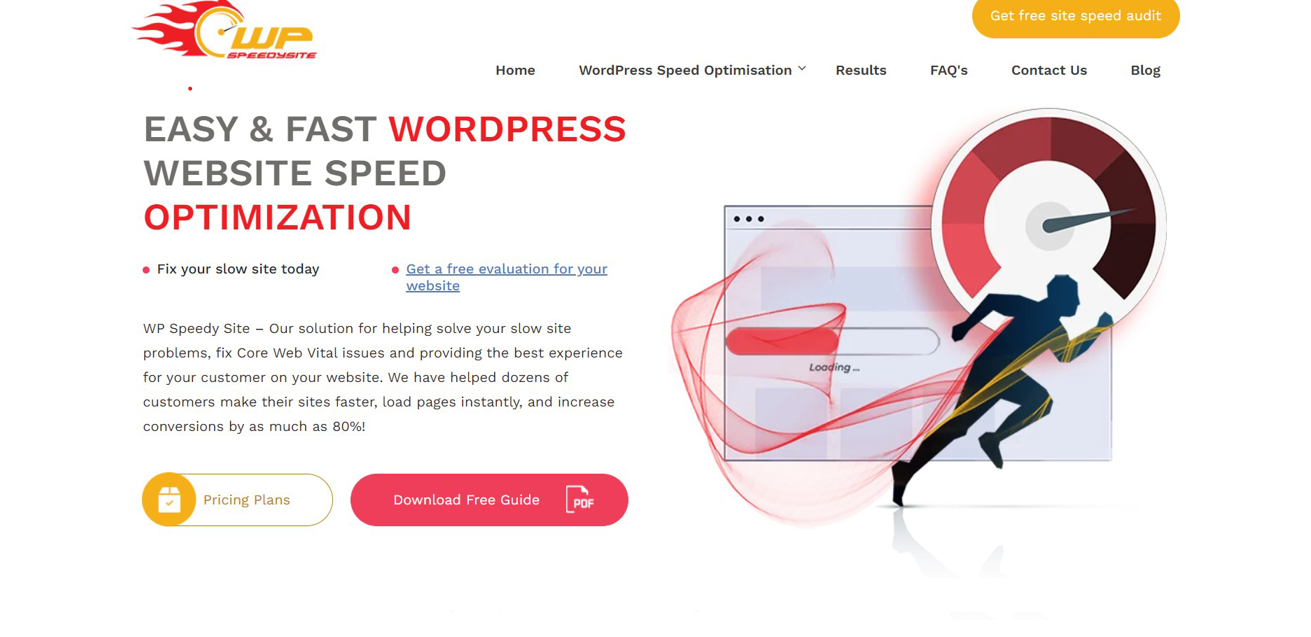 WP
SPEEDYSITE
Get free site speed audit
Home
WordPress Speed Optimisation
Results
FAQ's
Contact Us
Blog
EASY & FAST WORDPRESS
WEBSITE SPEED
OPTIMIZATION
Fix your slow site today
Get a free evaluation for your
website
WP Speedy Site – Our solution for helping solve your slow site
problems, fix Core Web Vital issues and providing the best experience
for your customer on your website. We have helped dozens of
customers make their sites faster, load pages instantly, and increase
conversions by as much as 80%!
Pricing Plans
Download Free Guide
PDF
Loading ...